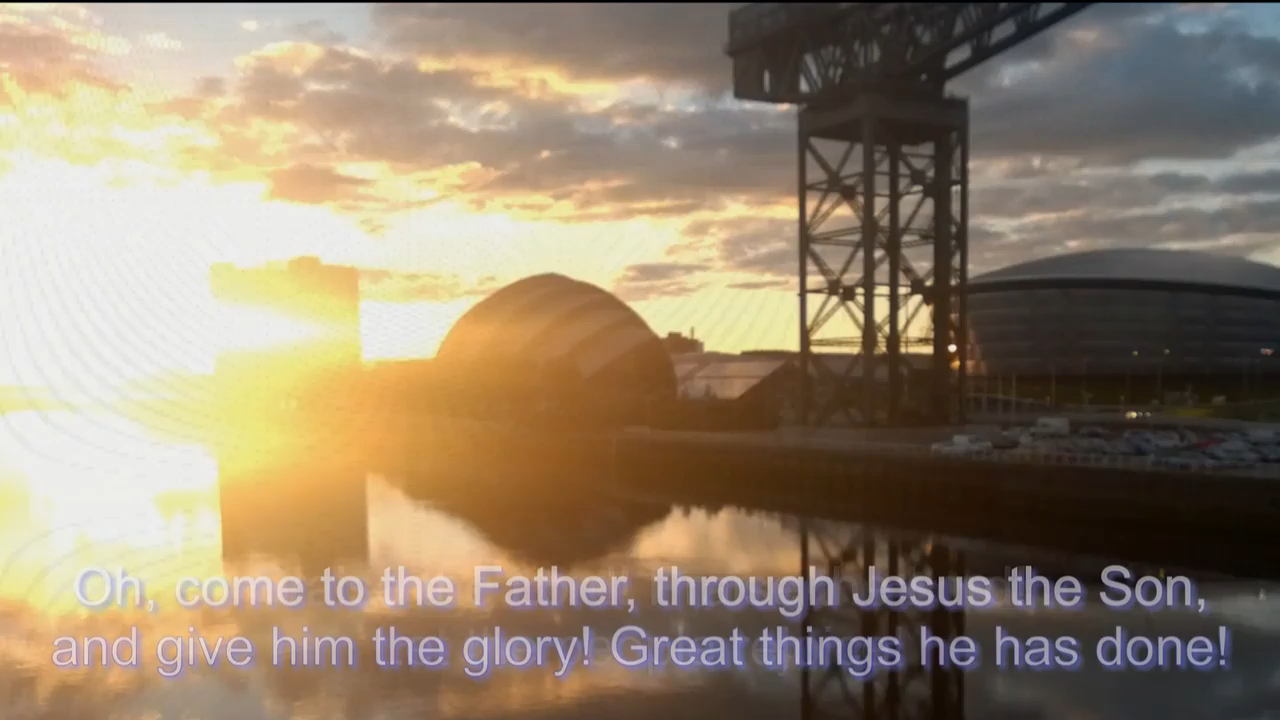 Oh, come to the Father, through Jesus the Son,
and give him the glory! Great things he has done!